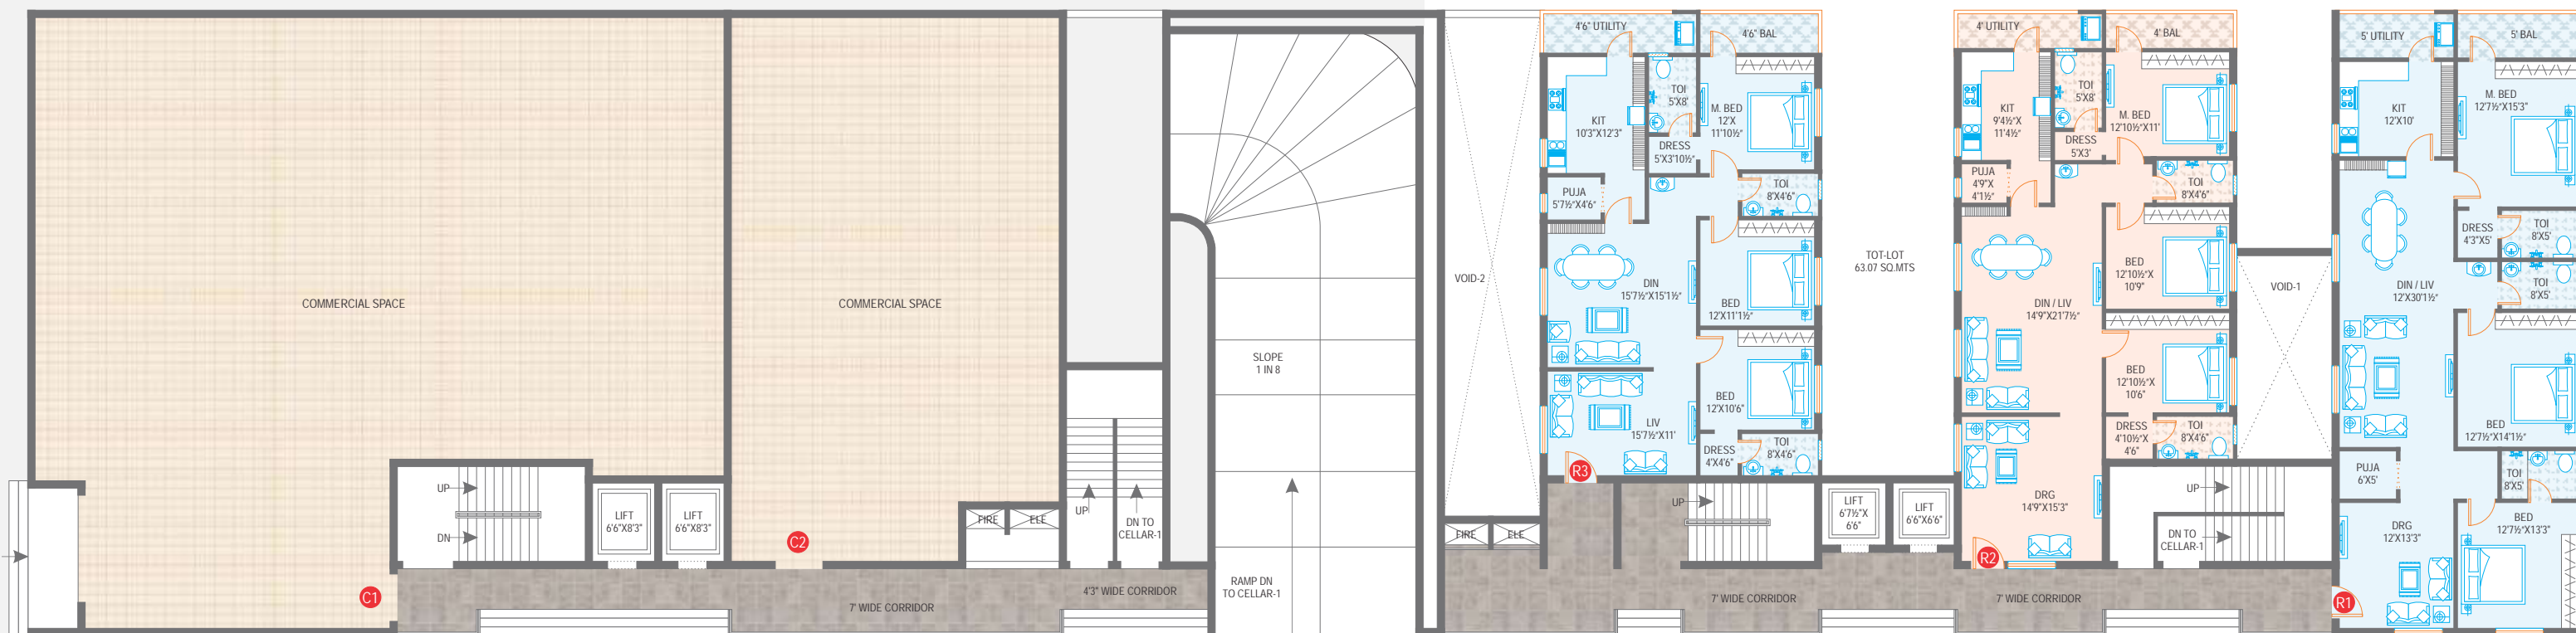 COMMERCIAL SPACE
C1
UP
DN
LIFT
6'6"X8'3"
LIFT
6'6"X8'3"
COMMERCIAL SPACE
C2
FIRE
ELE
UP
DN TO
CELLAR-1
7' WIDE CORRIDOR
4'3" WIDE CORRIDOR
SLOPE
1 IN 8
RAMP DN
TO CELLAR-1
VOID-2
FIRE
ELE
4'6" UTILITY
4'6" BAL
KIT
10'3"X12'3"
TOI
5'X8'
M. BED
12'X
11'10½"
DRESS
5'X3'10½"
PUJA
5'7½"X4'6"
TOI
8'X4'6"
DIN
15'7½"X15'1½"
BED
12'X11'1½"
BED
12'X10'6"
LIV
15'7½"X11'
DRESS
4'X4'6"
TOI
8'X4'6"
R3
UP
LIFT
6'7½"X
6'6"
LIFT
6'6"X6'6"
7' WIDE CORRIDOR
TOT-LOT
63.07 SQ.MTS
4' UTILITY
4' BAL
KIT
9'4½"X
11'4½"
TOI
5'X8'
M. BED
12'10½"X11'
DRESS
5'X3'
PUJA
4'9"X
4'1½"
TOI
8'X4'6"
BED
12'10½"X
10'9"
DIN / LIV
14'9"X21'7½"
BED
12'10½"X
10'6"
DRESS
4'10½"X
4'6"
TOI
8'X4'6"
DRG
14'9"X15'3"
R2
7' WIDE CORRIDOR
UP
DN TO
CELLAR-1
VOID-1
5' UTILITY
5' BAL
KIT
12'X10'
M. BED
12'7½"X15'3"
DRESS
4'3"X5'
TOI
8'X5'
TOI
8'X5'
DIN / LIV
12'X30'1½"
BED
12'7½"X14'1½"
PUJA
6'X5'
TOI
8'X5'
DRG
12'X13'3"
BED
12'7½"X13'3"
R1